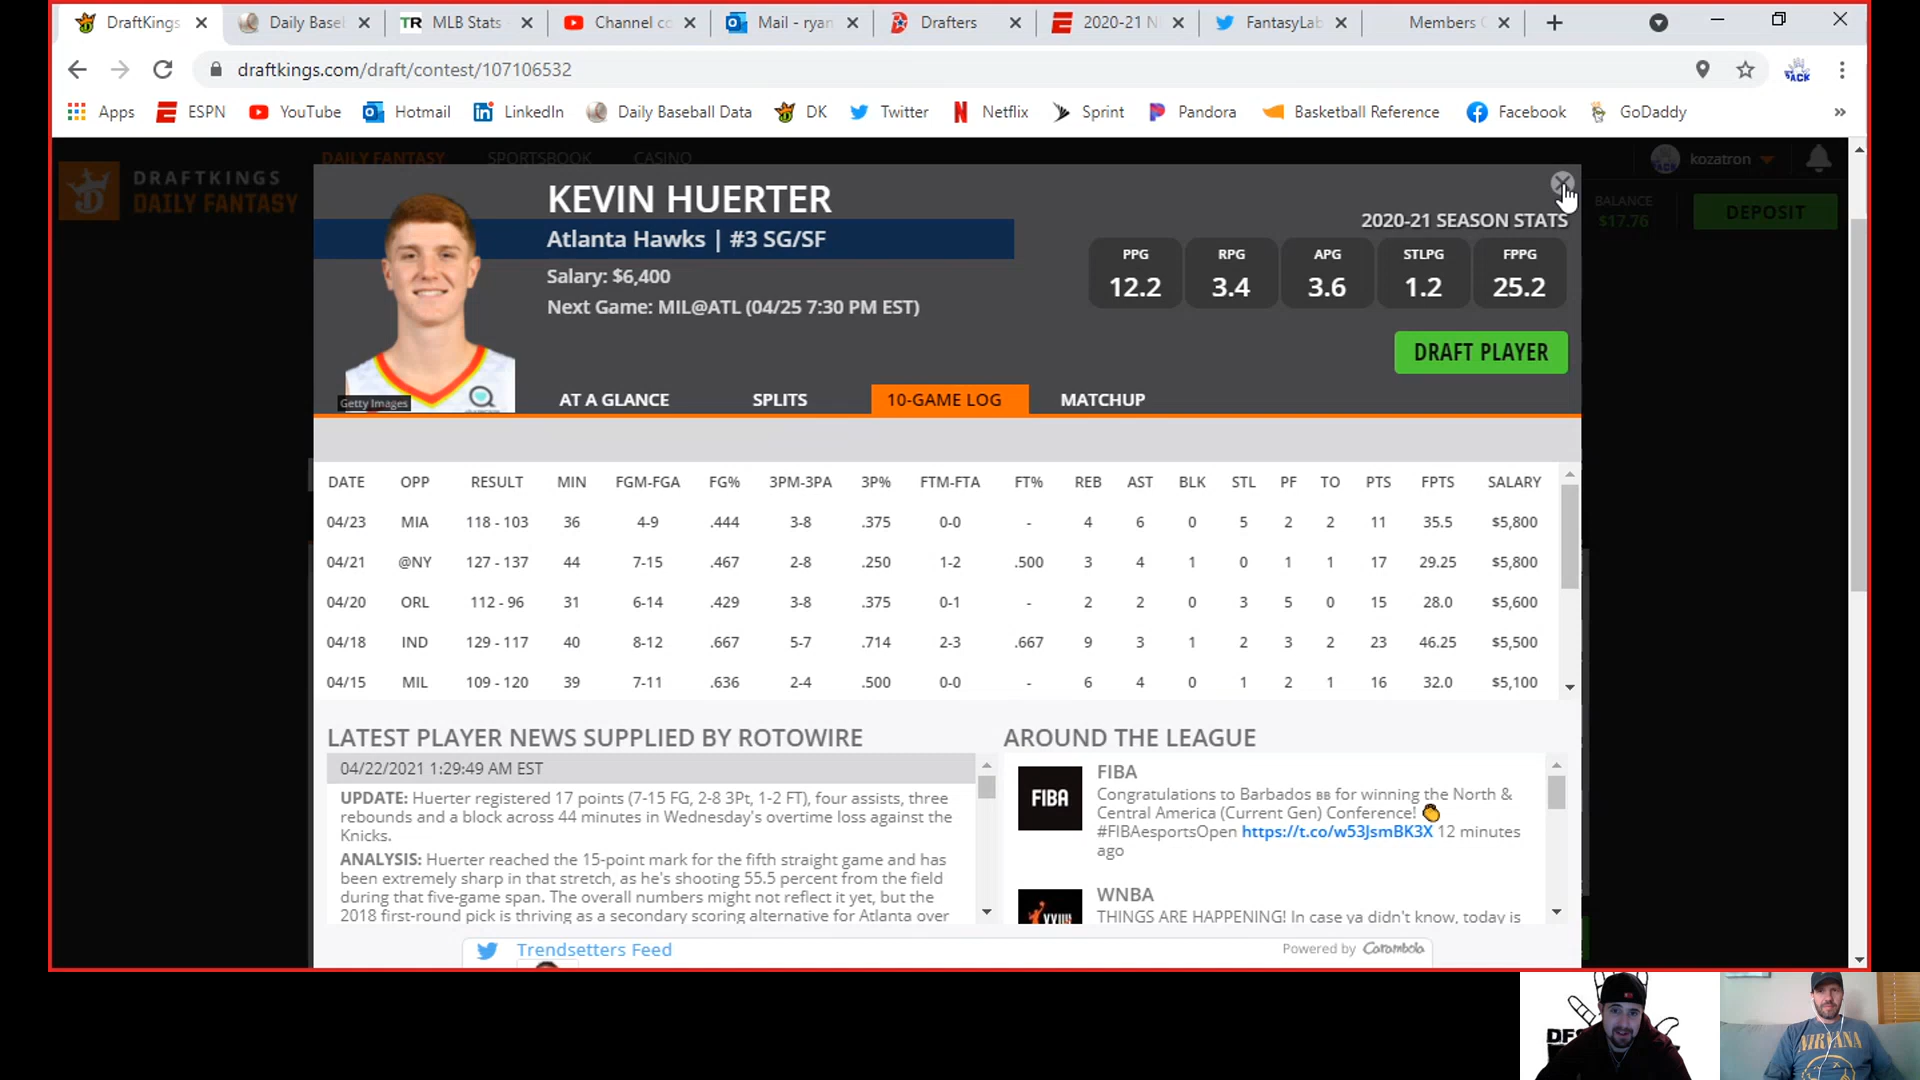 DraftKings
Daily Basel
TR MLB Stats
Channel co
Mail - ryan
Drafters
2020-21 N
FantasyLab
Members
draftkings.com/draft/contest/107106532
Apps ESPN YouTube Hotmail LinkedIn Daily Baseball Data DK Twitter Netflix Sprint Pandora Basketball Reference Facebook GoDaddy »
DRAFTKINGS
DAILY FANTASY
DAILY FANTASY SPORTSBOOK CASINO
kozatron
BALANCE
$17.76
DEPOSIT
KEVIN HUERTER
Atlanta Hawks | #3 SG/SF
Salary: $6,400
Next Game: MIL@ATL (04/25 7:30 PM EST)
2020-21 SEASON STATS
PPG RPG APG STLPG FPPG
12.2 3.4 3.6 1.2 25.2
DRAFT PLAYER
Getty Images
AT A GLANCE SPLITS 10-GAME LOG MATCHUP
DATE OPP RESULT MIN FGM-FGA FG% 3PM-3PA 3P% FTM-FTA FT% REB AST BLK STL PF TO PTS FPTS SALARY
04/23 MIA 118 - 103 36 4-9 .444 3-8 .375 0-0 - 4 6 0 5 2 2 11 35.5 $5,800
04/21 @NY 127 - 137 44 7-15 .467 2-8 .250 1-2 .500 3 4 1 0 1 1 17 29.25 $5,800
04/20 ORL 112 - 96 31 6-14 .429 3-8 .375 0-1 - 2 2 0 3 5 0 15 28.0 $5,600
04/18 IND 129 - 117 40 8-12 .667 5-7 .714 2-3 .667 9 3 1 2 3 2 23 46.25 $5,500
04/15 MIL 109 - 120 39 7-11 .636 2-4 .500 0-0 - 6 4 0 1 2 1 16 32.0 $5,100
LATEST PLAYER NEWS SUPPLIED BY ROTOWIRE
04/22/2021 1:29:49 AM EST
UPDATE: Huerter registered 17 points (7-15 FG, 2-8 3Pt, 1-2 FT), four assists, three
rebounds and a block across 44 minutes in Wednesday's overtime loss against the
Knicks.
ANALYSIS: Huerter reached the 15-point mark for the fifth straight game and has
been extremely sharp in that stretch, as he's shooting 55.5 percent from the field
during that five-game span. The overall numbers might not reflect it yet, but the
2018 first-round pick is thriving as a secondary scoring alternative for Atlanta over
AROUND THE LEAGUE
FIBA
FIBA
Congratulations to Barbados BB for winning the North &
Central America (Current Gen) Conference! 👏
#FIBAesportsOpen https://t.co/w53JsmBK3X 12 minutes
ago
WNBA
THINGS ARE HAPPENING! In case ya didn't know, today is
Trendsetters Feed
Powered by Carambola
DFS
NIRVANA